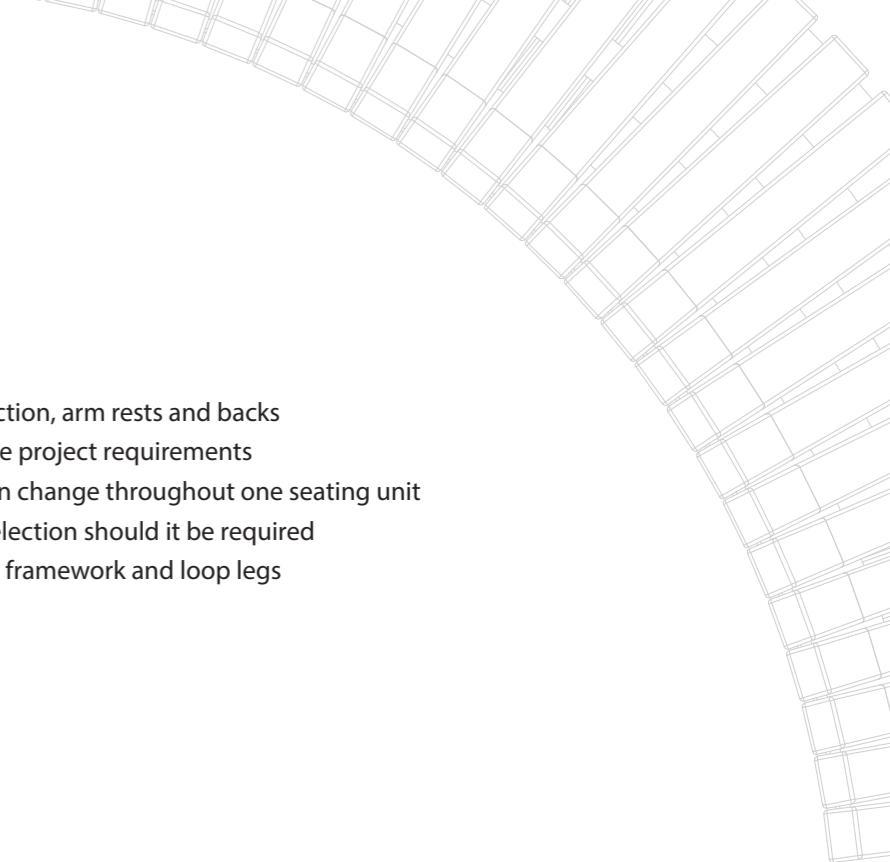 ction, arm rests and backs
e project requirements
n change throughout one seating unit
election should it be required
framework and loop legs